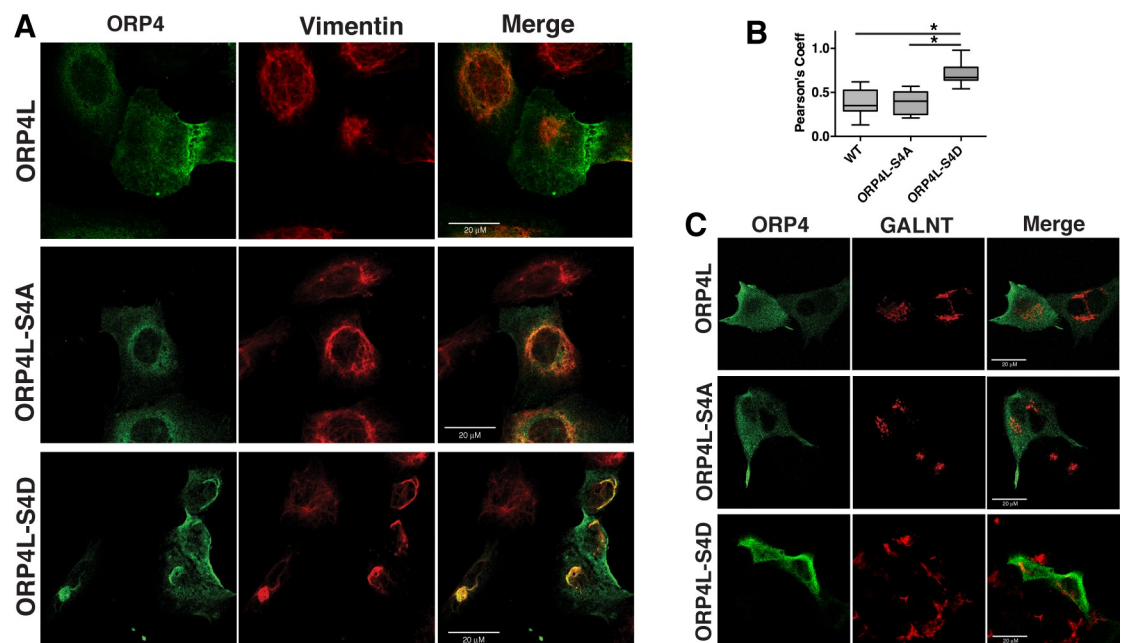 A
ORP4 Vimentin Merge
ORP4L
20 μM
ORP4L-S4A
20 μM
ORP4L-S4D
20 μM
B
Pearson's Coeff
1.0
0.5
0.0
*
*
WT
ORP4L-S4A
ORP4L-S4D
C
ORP4 GALNT Merge
ORP4L
20 μM
ORP4L-S4A
20 μM
ORP4L-S4D
20 μM